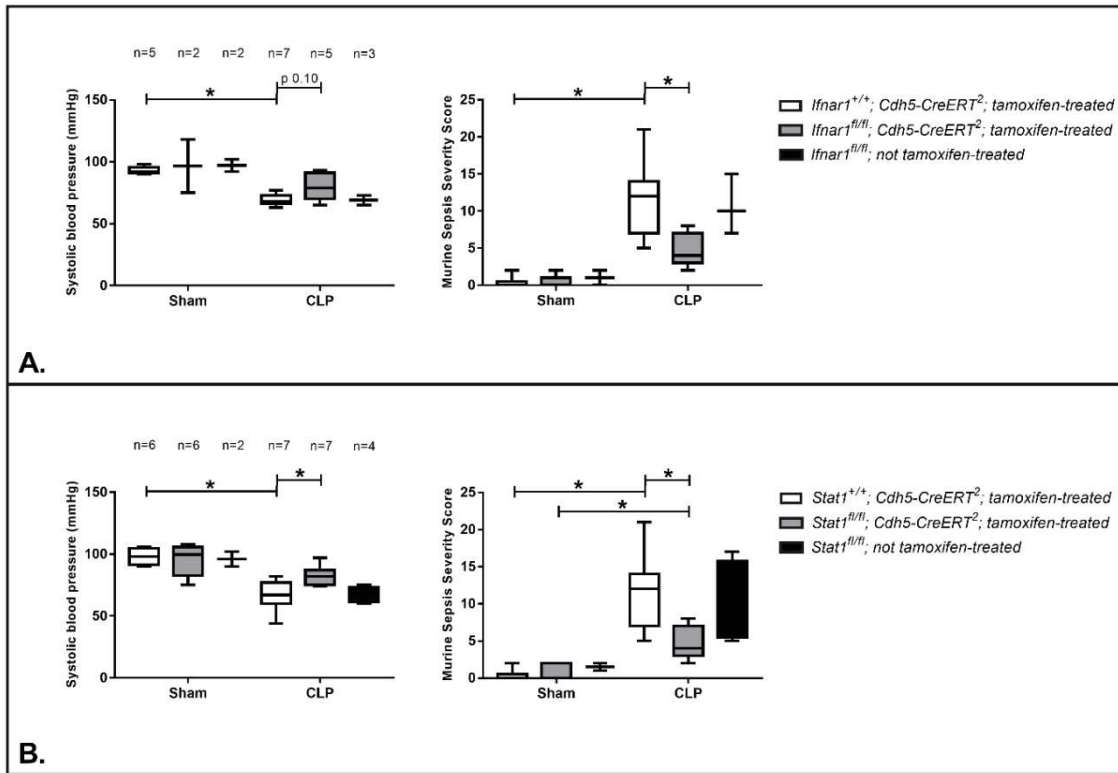 n=5 n=2 n=2 n=7 n=5 n=3
p 0.10
*
*
*
Systolic blood pressure (mmHg)
150
100
50
0
Sham CLP
Murine Sepsis Severity Score
25
20
15
10
5
0
Sham CLP
Ifnar1+/+; Cdh5-CreERT2; tamoxifen-treated
Ifnar1fl/fl; Cdh5-CreERT2; tamoxifen-treated
Ifnar1fl/fl; not tamoxifen-treated
A.
n=6 n=6 n=2 n=7 n=7 n=4
*
*
*
*
*
Systolic blood pressure (mmHg)
150
100
50
0
Sham CLP
Murine Sepsis Severity Score
25
20
15
10
5
0
Sham CLP
Stat1+/+; Cdh5-CreERT2; tamoxifen-treated
Stat1fl/fl; Cdh5-CreERT2; tamoxifen-treated
Stat1fl/fl; not tamoxifen-treated
B.